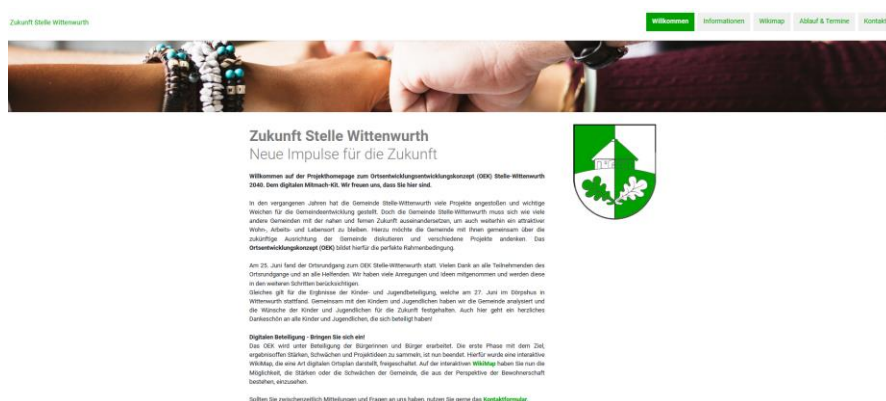 Zukunft Stelle Wittenwurth
Willkommen
Informationen
Wikimap
Ablauf & Termine
Kontakt
Zukunft Stelle Wittenwurth
Neue Impulse für die Zukunft
Willkommen auf der Projekthomepage zum Ortsentwicklungsentwicklungskonzept (OEK) Stelle-Wittenwurth
2040. Dem digitalen Mitmach-Kit. Wir freuen uns, dass Sie hier sind.
In den vergangenen Jahren hat die Gemeinde Stelle-Wittenwurth viele Projekte angestoßen und wichtige
Weichen für die Gemeindeentwicklung gestellt. Doch die Gemeinde Stelle-Wittenwurth muss sich wie viele
andere Gemeinden mit der nahen und fernen Zukunft auseinandersetzen, um auch weiterhin ein attraktiver
Wohn-, Arbeits- und Lebensort zu bleiben. Hierzu möchte die Gemeinde mit Ihnen gemeinsam über die
zukünftige Ausrichtung der Gemeinde diskutieren und verschiedene Projekte andenken. Das
Ortsentwicklungskonzept (OEK) bildet hierfür die perfekte Rahmenbedingung.
Am 25. Juni fand der Ortsrundgang zum OEK Stelle-Wittenwurth statt. Vielen Dank an alle Teilnehmenden des
Ortsrundgangs und an alle Helfenden. Wir haben viele Anregungen und Ideen mitgenommen und werden diese
in den weiteren Schritten berücksichtigen.
Gleiches gilt für die Ergbnisse der Kinder- und Jugendbeteiligung, welche am 27. Juni im Dörpshus in
Wittenwurth stattfand. Gemeinsam mit den Kindern und Jugendlichen haben wir die Gemeinde analysiert und
die Wünsche der Kinder und Jugendlichen für die Zukunft festgehalten. Auch hier geht ein herzliches
Dankeschön an alle Kinder und Jugendlichen, die sich beteiligt haben!
Digitalen Beteiligung - Bringen Sie sich ein!
Das OEK wird unter Beteiligung der Bürgerinnen und Bürger erarbeitet. Die erste Phase mit dem Ziel,
ergebnisoffen Stärken, Schwächen und Projektideen zu sammeln, ist nun beendet. Hierfür wurde eine interaktive
WikiMap, die eine Art digitalen Ortsplan darstellt, freigeschaltet. Auf der interaktiven WikiMap haben Sie nun die
Möglichkeit, die Stärken oder die Schwächen der Gemeinde, die aus der Perspektive der Bewohnerschaft
bestehen, einzusehen.
Sollten Sie zwischenzeitlich Mitteilungen und Fragen an uns haben, nutzen Sie gerne das Kontaktformular.